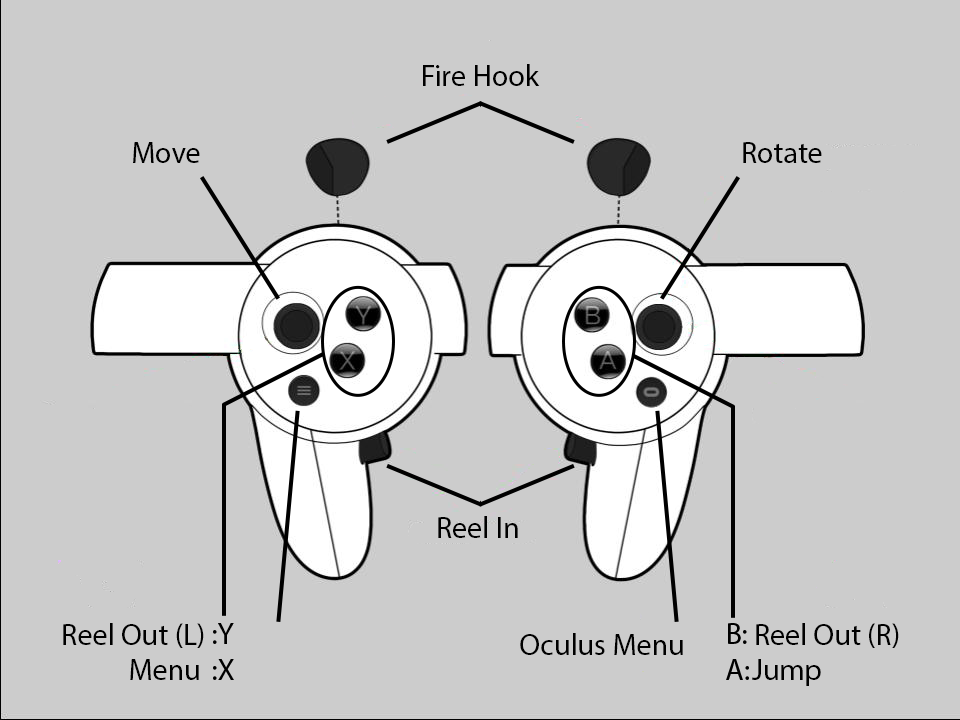 Fire Hook
Move
Rotate
Y
B
X
A
Reel In
Reel Out (L) :Y
Menu :X
Oculus Menu
B: Reel Out (R)
A:Jump